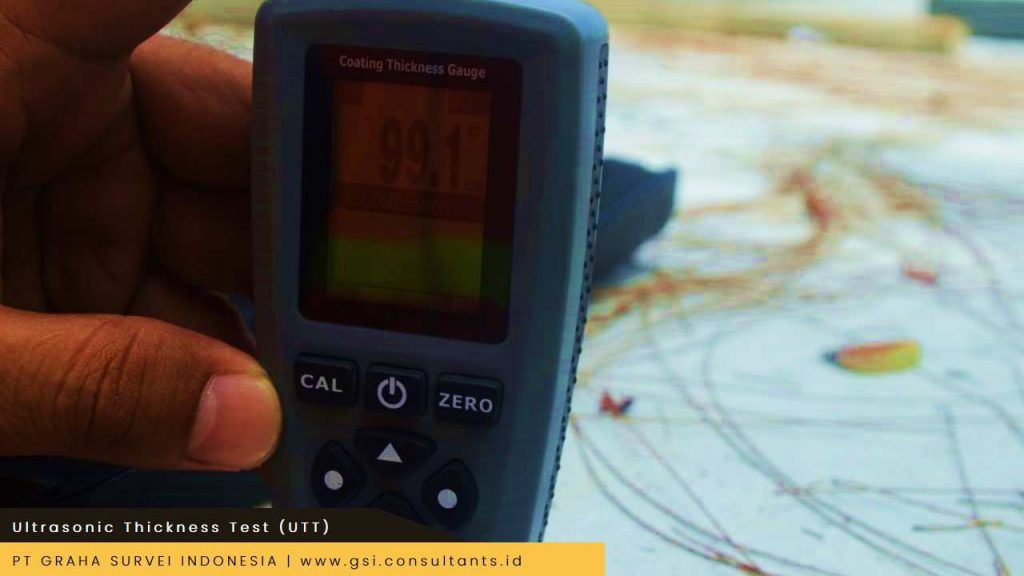 Coating Thickness Gauge
99.1
CAL
ZERO
Ultrasonic Thickness Test (UTT)
PT GRAHA SURVEI INDONESIA | www.gsi.consultants.id